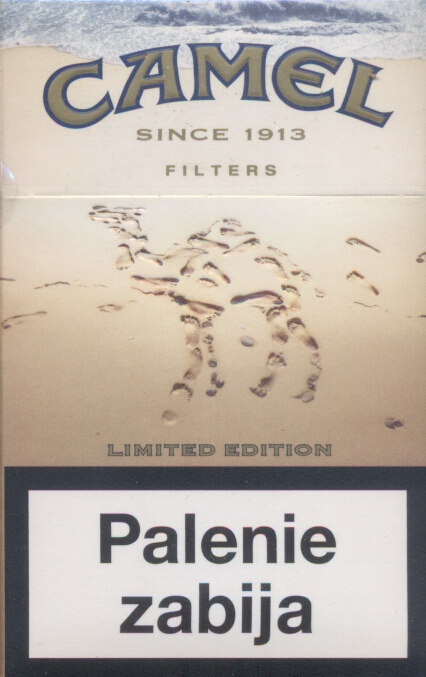 CAMEL
SINCE 1913
FILTERS
LIMITED EDITION
Palenie
zabija